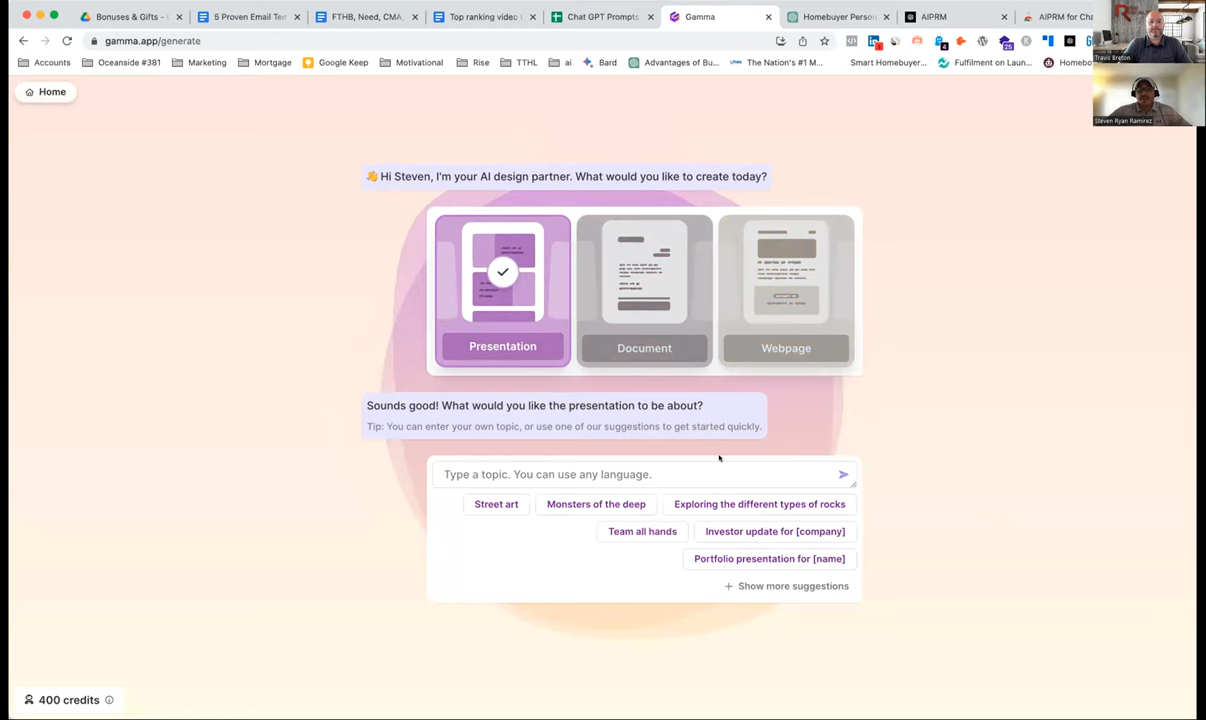 Bonuses & Gifts -
5 Proven Email Ten
FTHB, Need, CMA,
Top ranking video t
Chat GPT Prompts
Gamma
Homebuyer Person
AIPRM
AIPRM for Cha
gamma.app/generate
Accounts
Oceanside #381
Marketing
Mortgage
Google Keep
Motivational
Rise
TTHL
ai
Bard
Advantages of Bu...
The Nation's #1 M...
Smart Homebuyer...
Fulfilment on Laun...
Homebo
Travis Breton
Steven Ryan Ramirez
Home
👋 Hi Steven, I'm your AI design partner. What would you like to create today?
Presentation
Document
Webpage
Sounds good! What would you like the presentation to be about?
Tip: You can enter your own topic, or use one of our suggestions to get started quickly.
Type a topic. You can use any language.
Street art
Monsters of the deep
Exploring the different types of rocks
Team all hands
Investor update for [company]
Portfolio presentation for [name]
+ Show more suggestions
400 credits